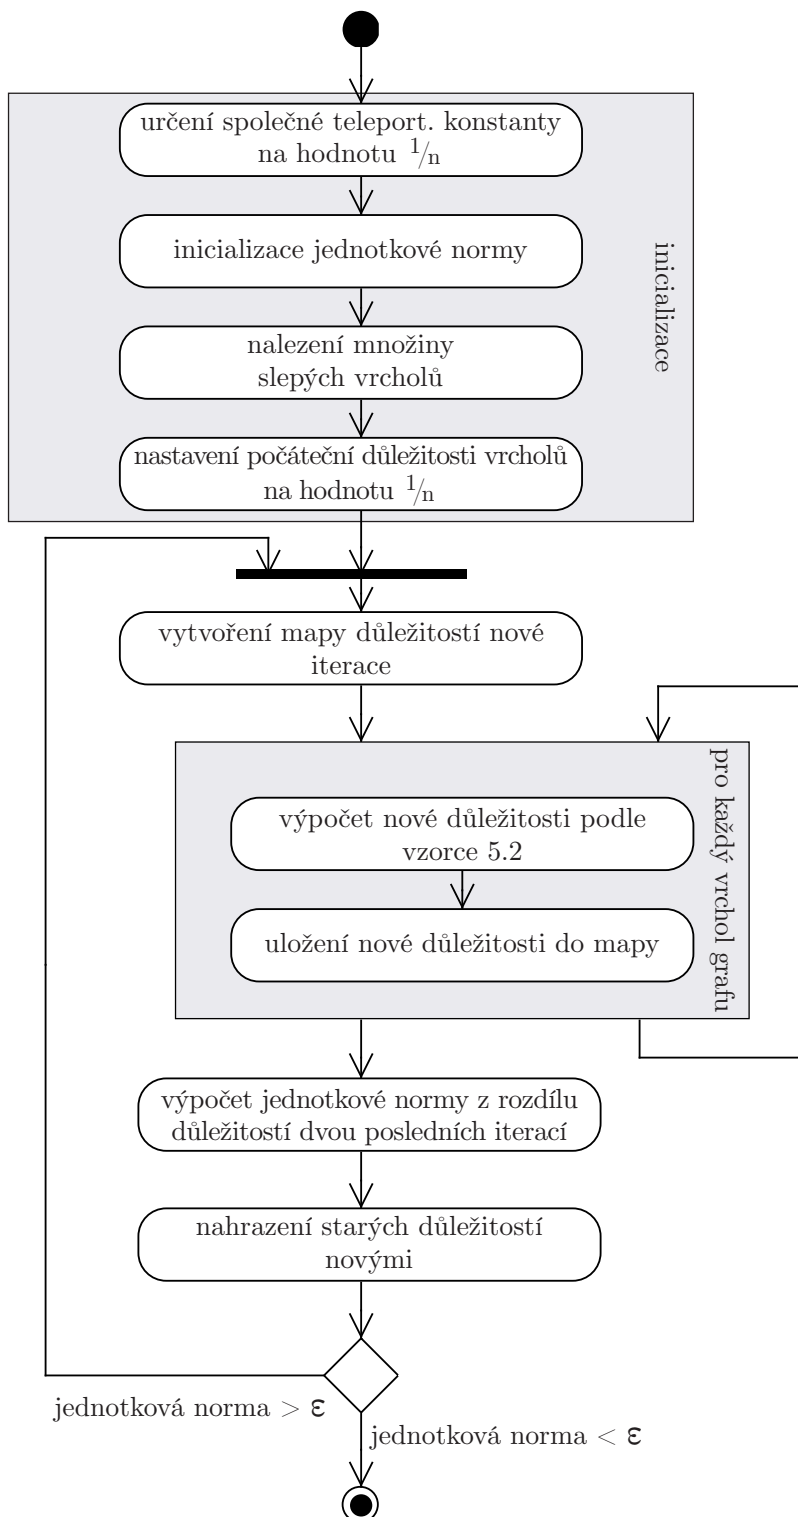 určení společné teleport. konstanty
na hodnotu 1/n
inicializace jednotkové normy
inicializace
nalezení množiny
slepých vrcholů
nastavení počáteční důležitosti vrcholů
na hodnotu 1/n
vytvoření mapy důležitostí nové
iterace
pro každý vrchol grafu
výpočet nové důležitosti podle
vzorce 5.2
uložení nové důležitosti do mapy
výpočet jednotkové normy z rozdílu
důležitostí dvou posledních iterací
nahrazení starých důležitostí
novými
jednotková norma > ε
jednotková norma < ε